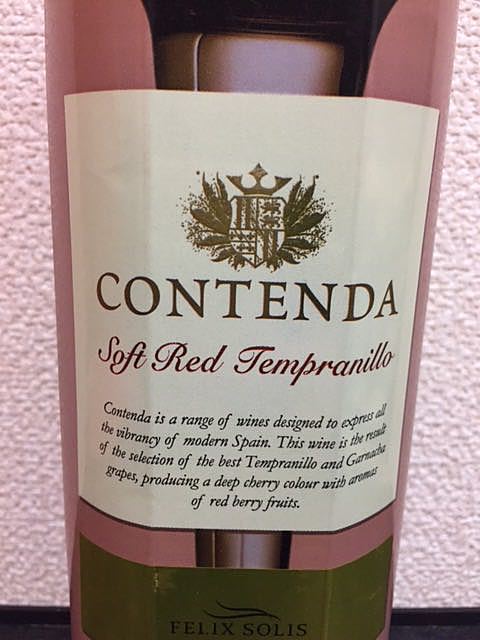 CONTENDA
Soft Red Tempranillo
Contenda is a range of wines designed to express all
the vibrancy of modern Spain. This wine is the result
of the selection of the best Tempranillo and Garnacha
grapes, producing a deep cherry colour with aromas
of red berry fruits.
FELIX SOLIS